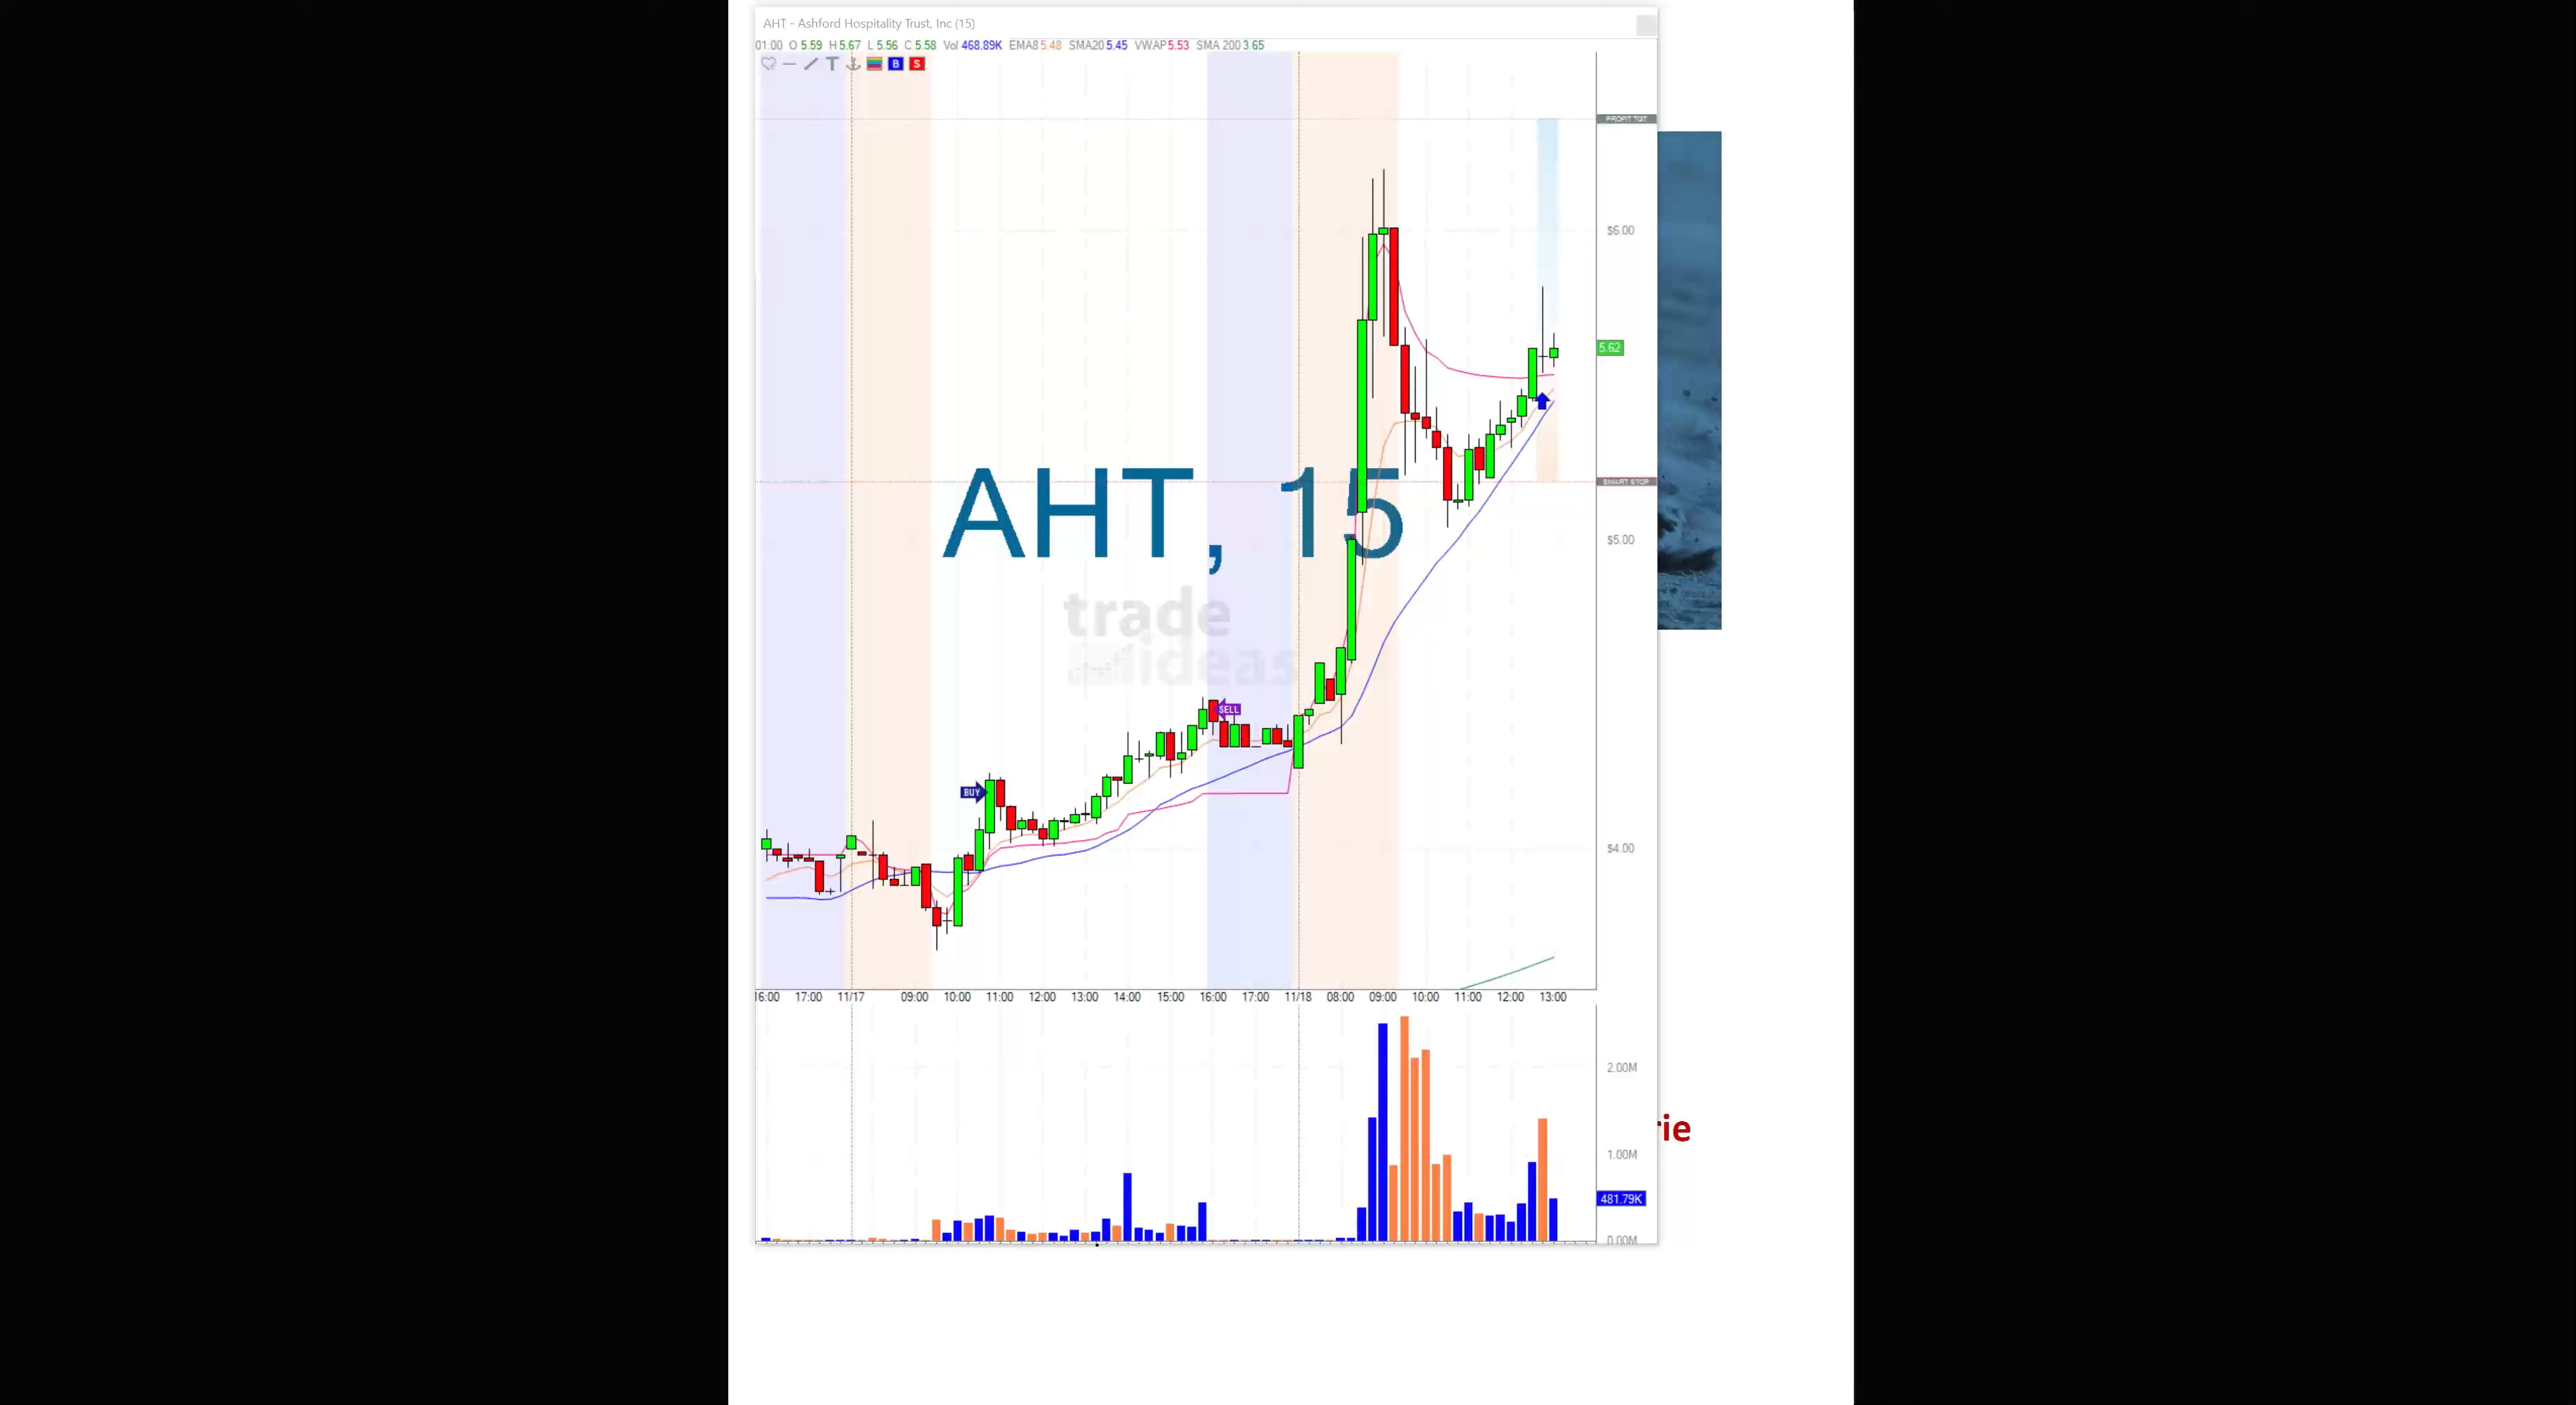 AHT - Ashford Hospitality Trust, Inc (15)
01:00 O 5.59 H 5.67 L 5.56 C 5.58 Vol 468.89K EMA8 5.48 SMA20 5.45 VWAP 5.53 SMA 200 3.65
T B S
PROFIT TGT
$6.00
5.62
AHT, 15
SMART STOP
$5.00
trade
ideas
SELL
BUY
$4.00
16:00 17:00 11/17 09:00 10:00 11:00 12:00 13:00 14:00 15:00 16:00 17:00 11/18 08:00 09:00 10:00 11:00 12:00 13:00
2.00M
rie
1.00M
481.79K
0.00M